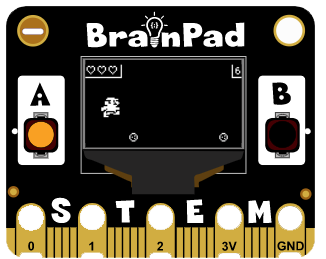 BrainPad
6
A B
S T E M
0 1 2 3V GND